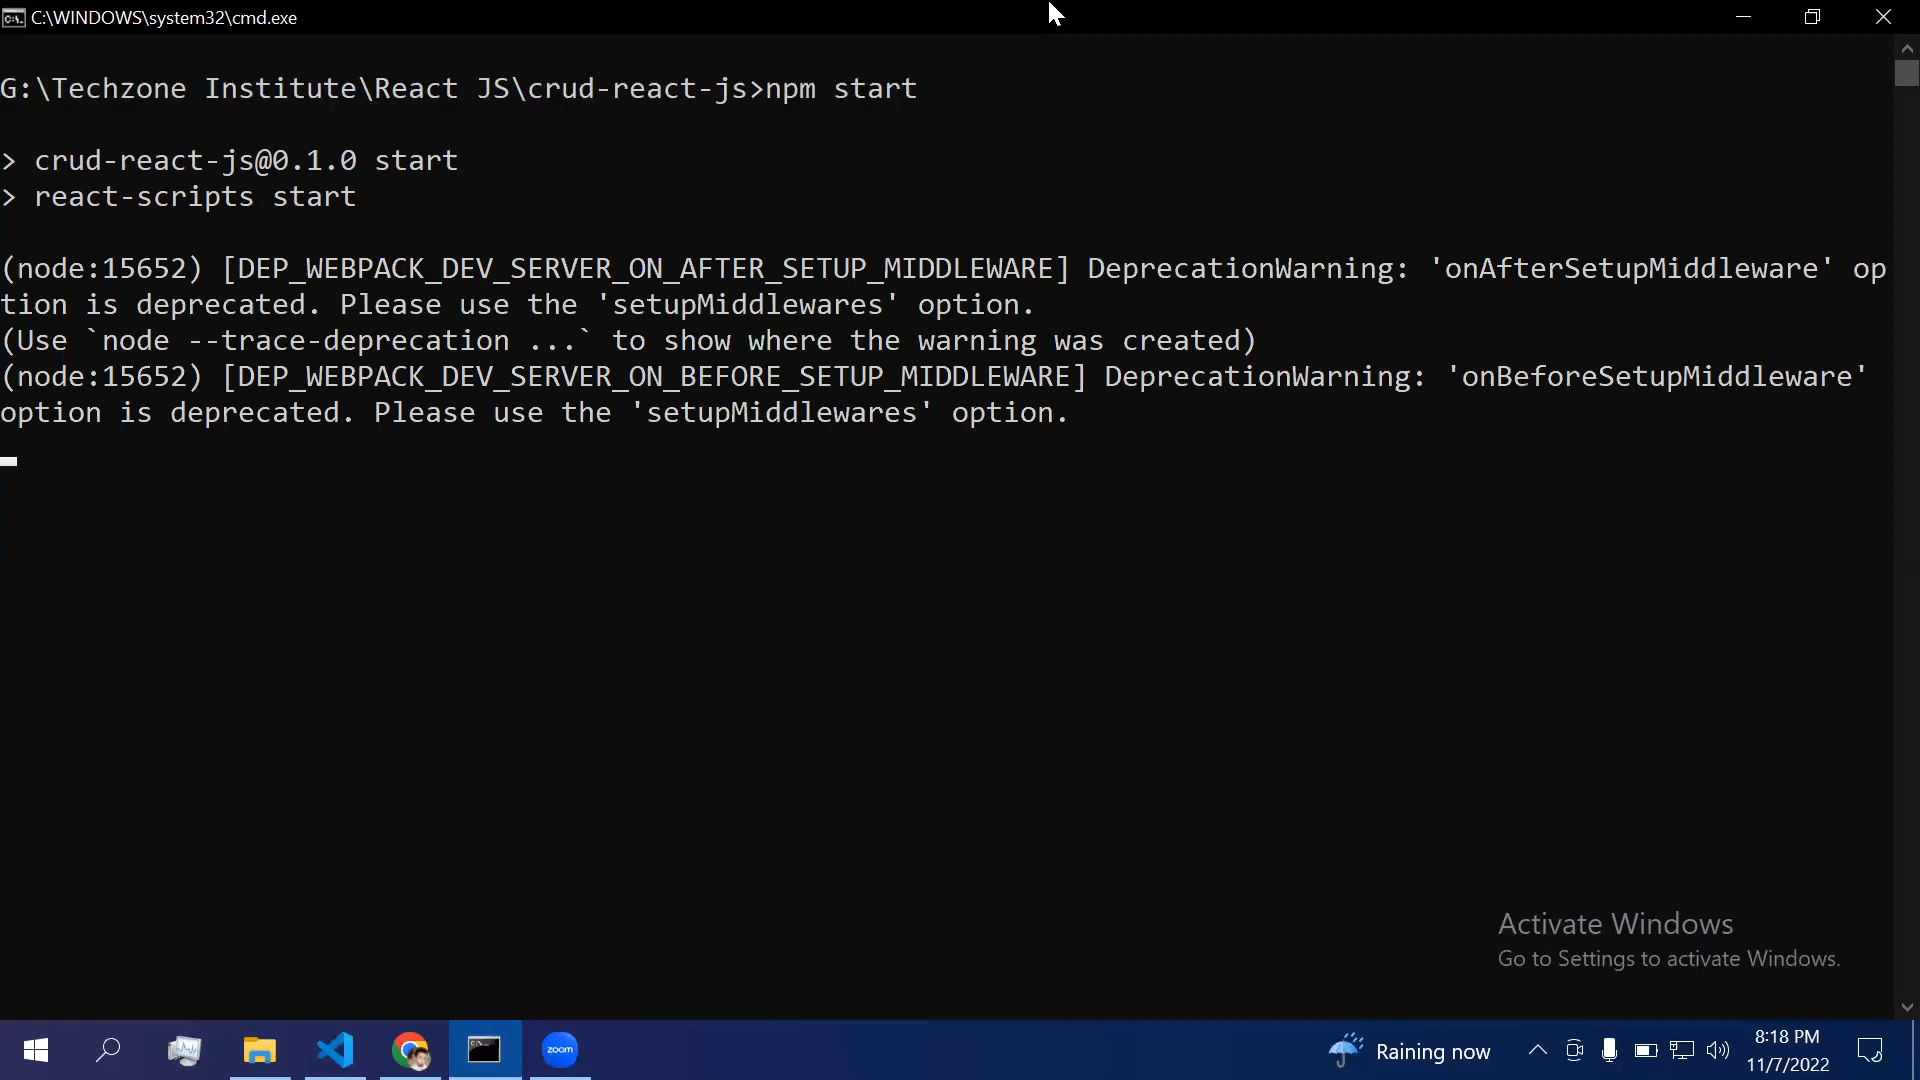 C:\WINDOWS\system32\cmd.exe
G:\Techzone Institute\React JS\crud-react-js>npm start
> crud-react-js@0.1.0 start
> react-scripts start
(node:15652) [DEP_WEBPACK_DEV_SERVER_ON_AFTER_SETUP_MIDDLEWARE] DeprecationWarning: 'onAfterSetupMiddleware' op
tion is deprecated. Please use the 'setupMiddlewares' option.
(Use `node --trace-deprecation ...` to show where the warning was created)
(node:15652) [DEP_WEBPACK_DEV_SERVER_ON_BEFORE_SETUP_MIDDLEWARE] DeprecationWarning: 'onBeforeSetupMiddleware'
option is deprecated. Please use the 'setupMiddlewares' option.
Activate Windows
Go to Settings to activate Windows.
zoom
Raining now
8:18 PM
11/7/2022